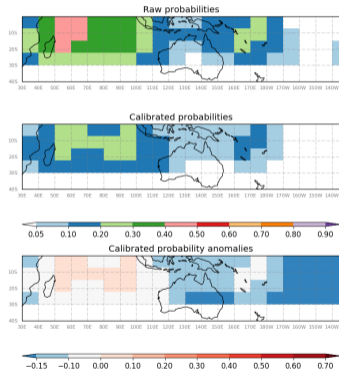 Raw probabilities
10S
20S
30S
40S
30E 40E 50E 60E 70E 80E 90E 100E 110E 120E 130E 140E 150E 160E 170E 180E 170W 160W 150W 140W
Calibrated probabilities
10S
20S
30S
40S
30E 40E 50E 60E 70E 80E 90E 100E 110E 120E 130E 140E 150E 160E 170E 180E 170W 160W 150W 140W
0.05 0.10 0.20 0.30 0.40 0.50 0.60 0.70 0.80 0.90
Calibrated probability anomalies
10S
20S
30S
40S
30E 40E 50E 60E 70E 80E 90E 100E 110E 120E 130E 140E 150E 160E 170E 180E 170W 160W 150W 140W
−0.15 −0.10 0.00 0.10 0.20 0.30 0.40 0.50 0.60 0.70